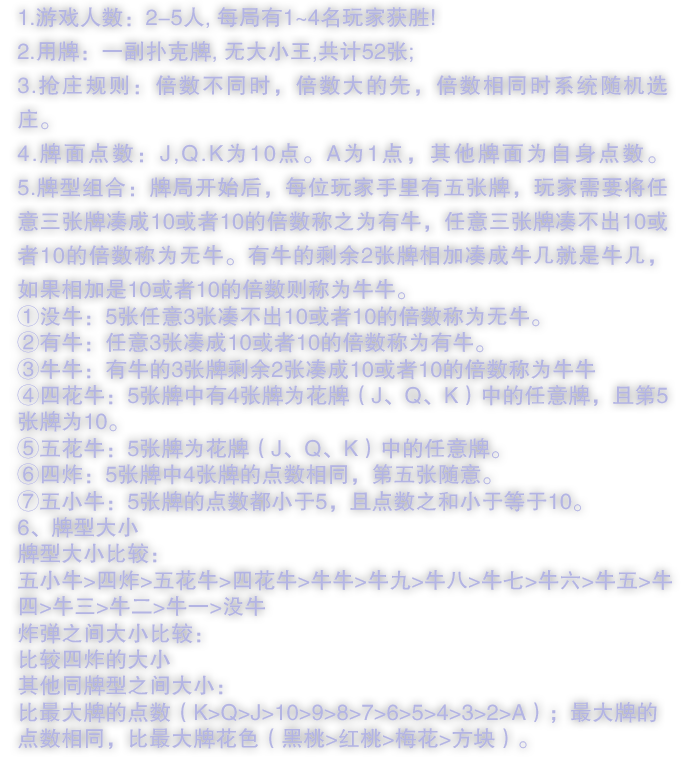 1.游戏人数：2-5人, 每局有1~4名玩家获胜!
2.用牌：一副扑克牌, 无大小王,共计52张;
3.抢庄规则：倍数不同时，倍数大的先，倍数相同时系统随机选
庄。
4.牌面点数：J,Q.K为10点。A为1点，其他牌面为自身点数。
5.牌型组合：牌局开始后，每位玩家手里有五张牌，玩家需要将任
意三张牌凑成10或者10的倍数称之为有牛，任意三张牌凑不出10或
者10的倍数称为无牛。有牛的剩余2张牌相加凑成牛几就是牛几，
如果相加是10或者10的倍数则称为牛牛。
①没牛：5张任意3张凑不出10或者10的倍数称为无牛。
②有牛：任意3张凑成10或者10的倍数称为有牛。
③牛牛：有牛的3张牌剩余2张凑成10或者10的倍数称为牛牛
④四花牛：5张牌中有4张牌为花牌（J、Q、K）中的任意牌，且第5
张牌为10。
⑤五花牛：5张牌为花牌（J、Q、K）中的任意牌。
⑥四炸：5张牌中4张牌的点数相同，第五张随意。
⑦五小牛：5张牌的点数都小于5，且点数之和小于等于10。
6、牌型大小
牌型大小比较：
五小牛>四炸>五花牛>四花牛>牛牛>牛九>牛八>牛七>牛六>牛五>牛
四>牛三>牛二>牛一>没牛
炸弹之间大小比较：
比较四炸的大小
其他同牌型之间大小：
比最大牌的点数（K>Q>J>10>9>8>7>6>5>4>3>2>A）；最大牌的
点数相同，比最大牌花色（黑桃>红桃>梅花>方块）。